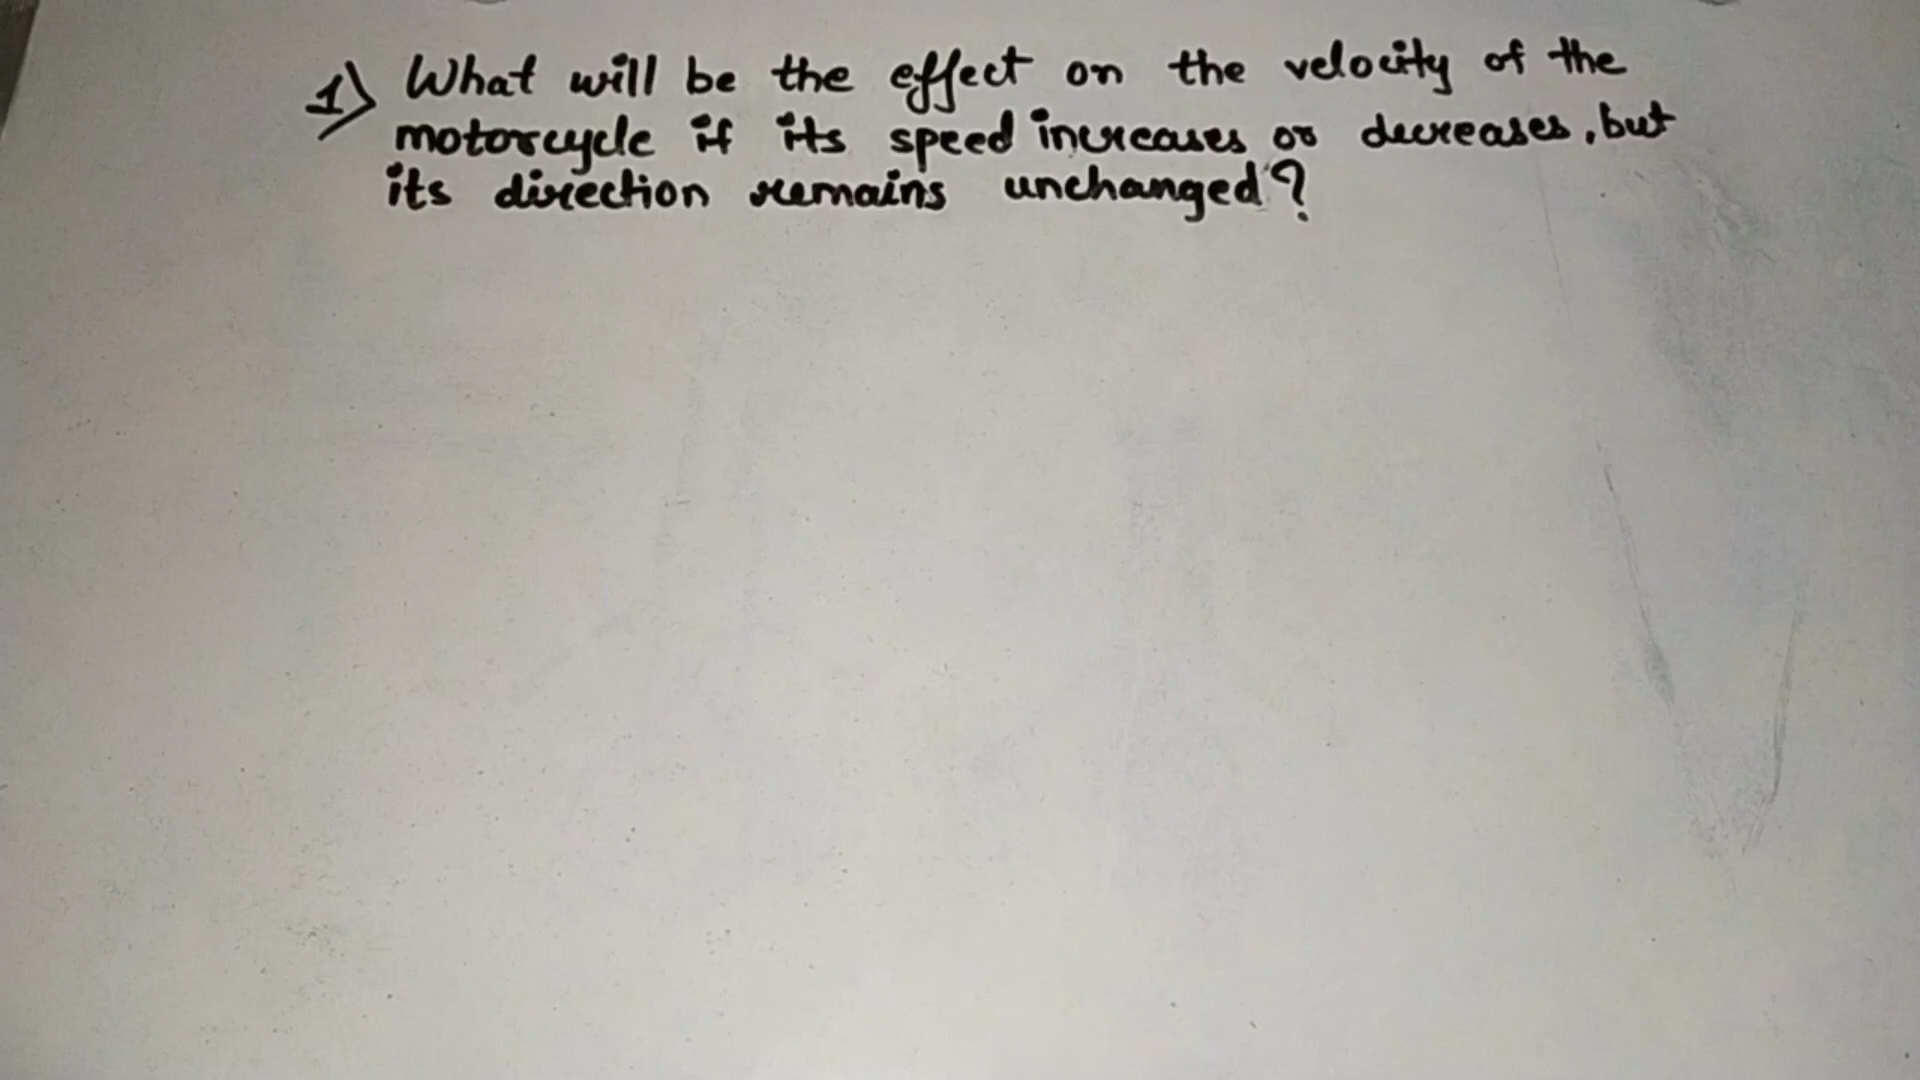 1) What will be the effect on the velocity of the
motorcycle if its speed increases or decreases, but
its direction remains unchanged?